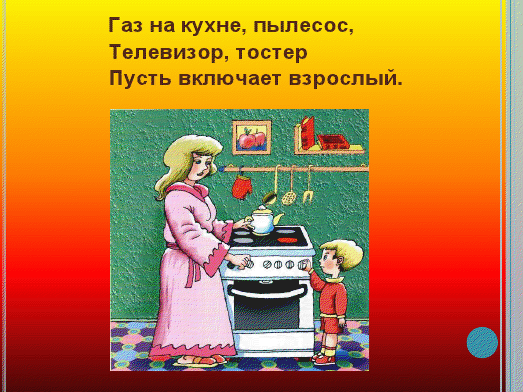 Газ на кухне, пылесос,
Телевизор, тостер
Пусть включает взрослый.